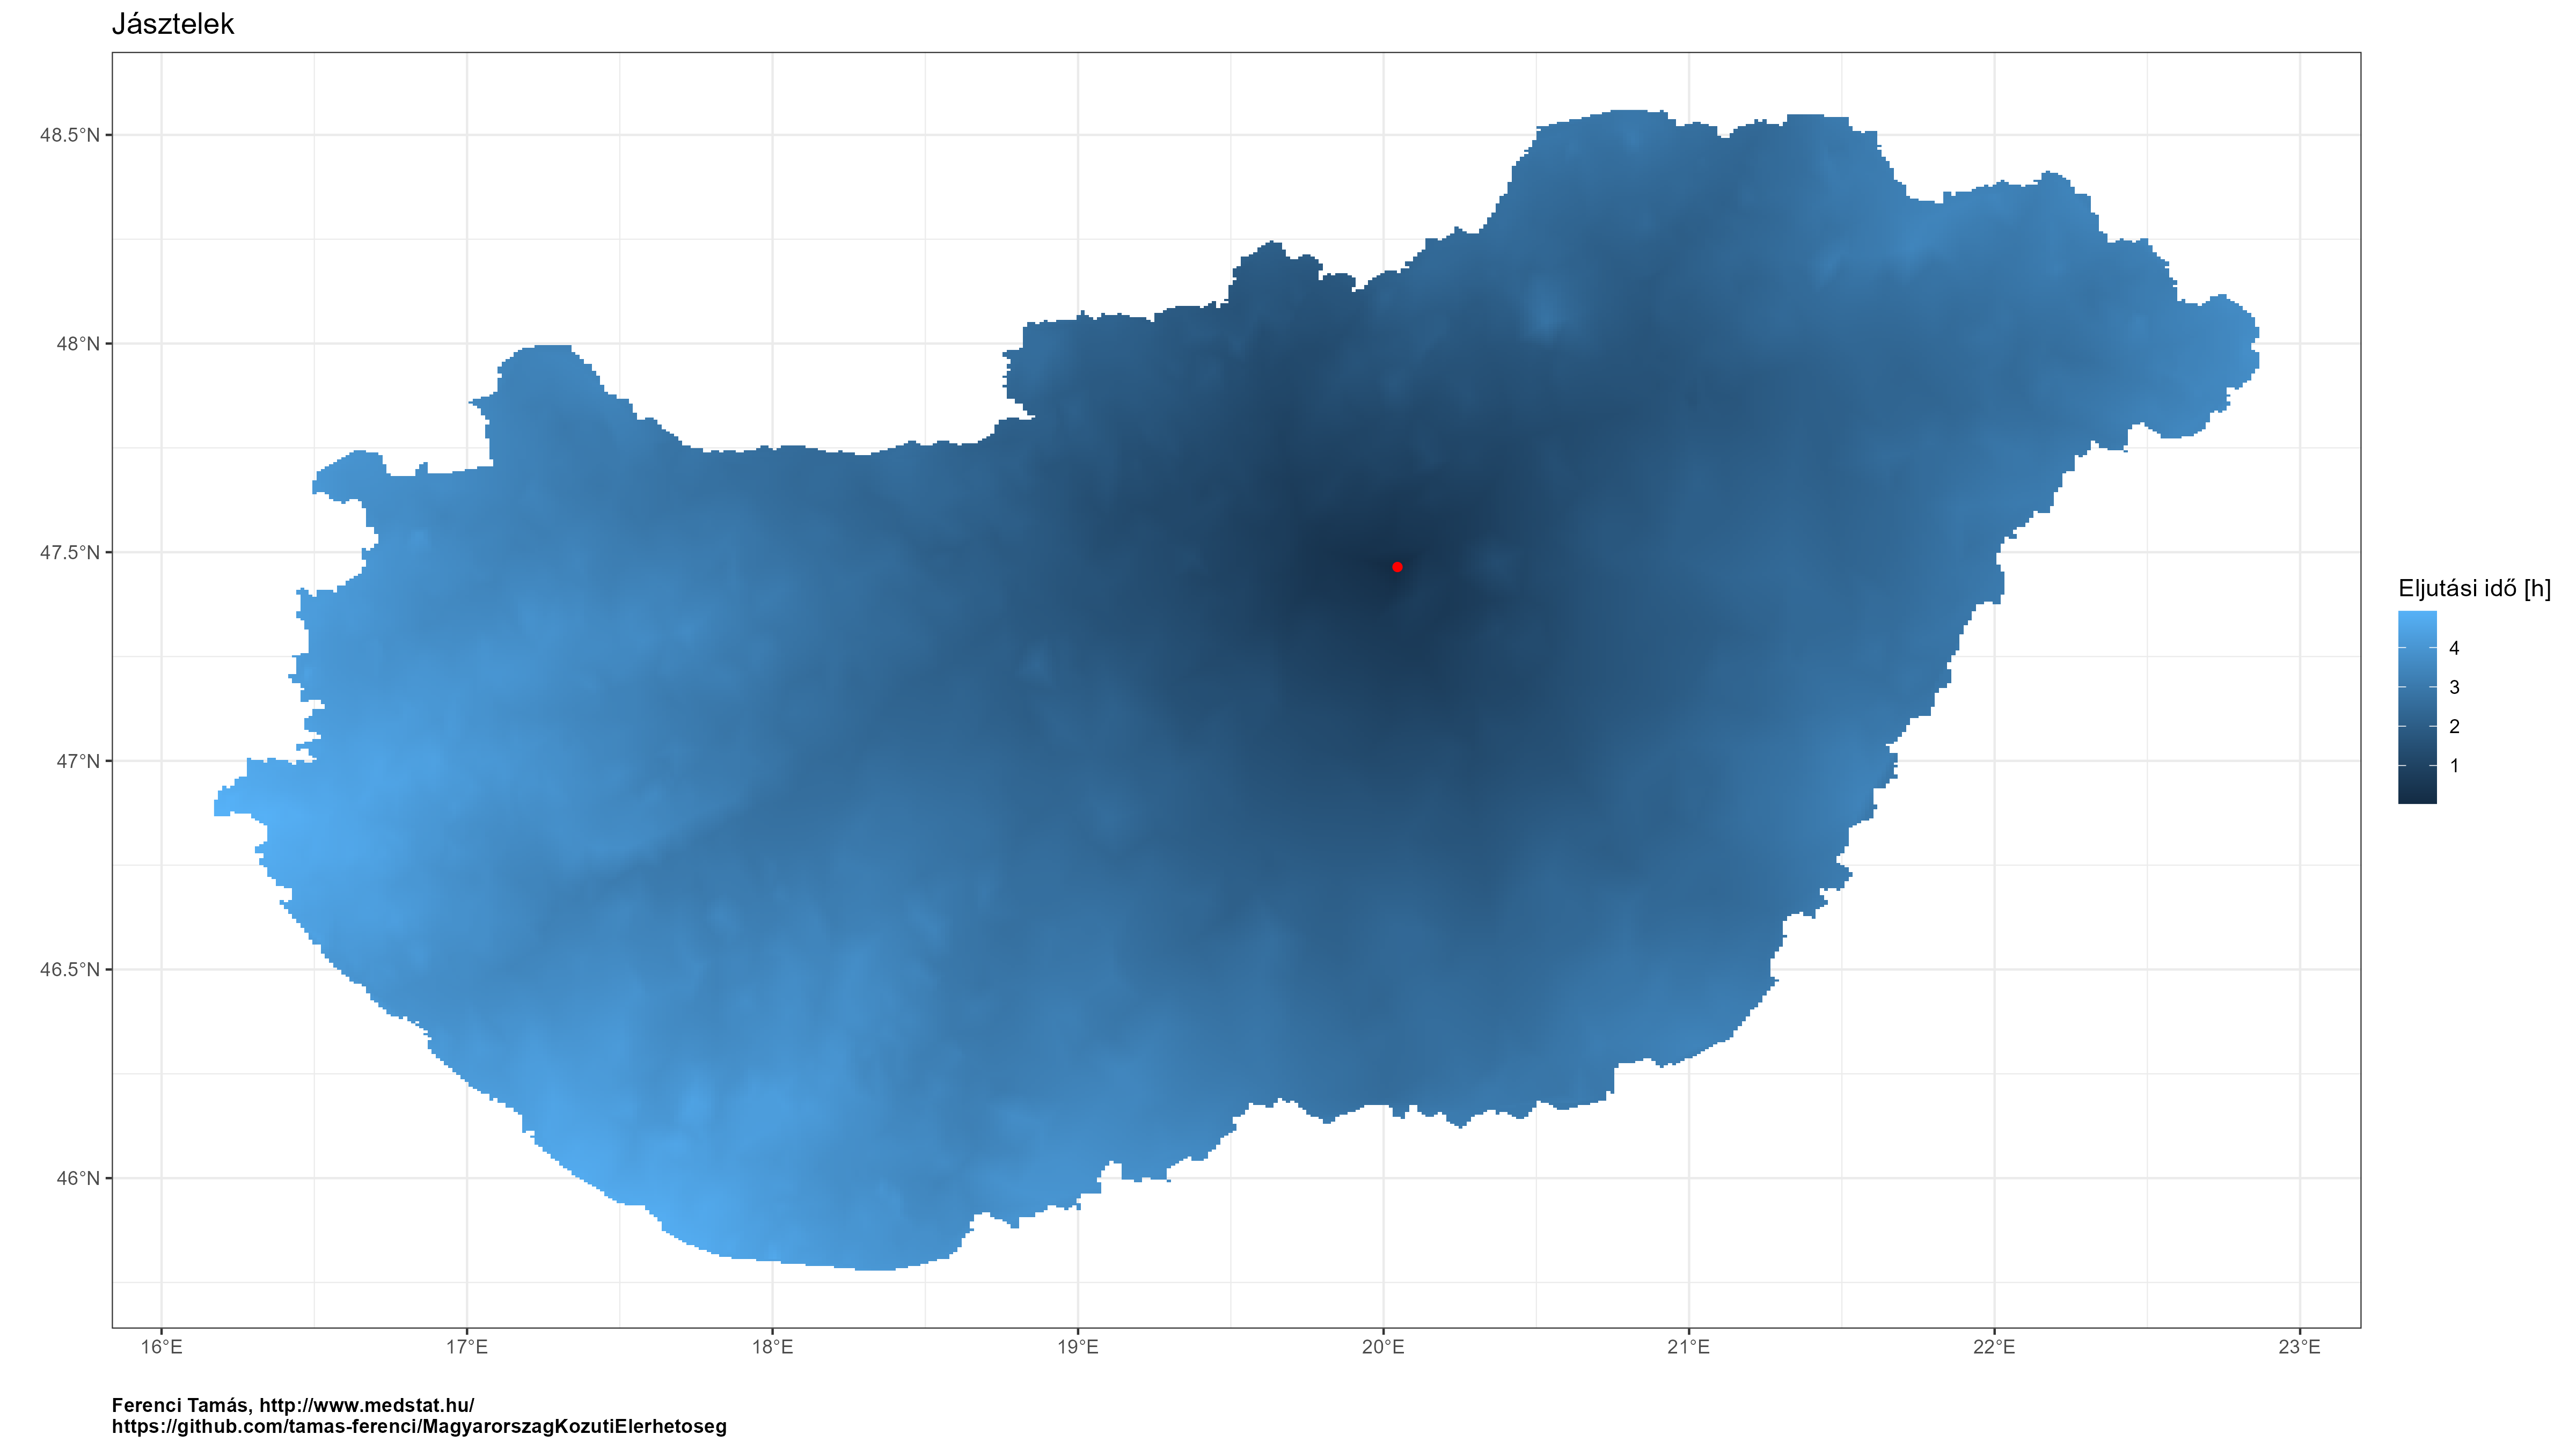 Jásztelek
48.5°N
48°N
47.5°N
47°N
46.5°N
46°N
16°E 17°E 18°E 19°E 20°E 21°E 22°E 23°E
Eljutási idő [h]
4
3
2
1
Ferenci Tamás, http://www.medstat.hu/
https://github.com/tamas-ferenci/MagyarorszagKozutiElerhetoseg